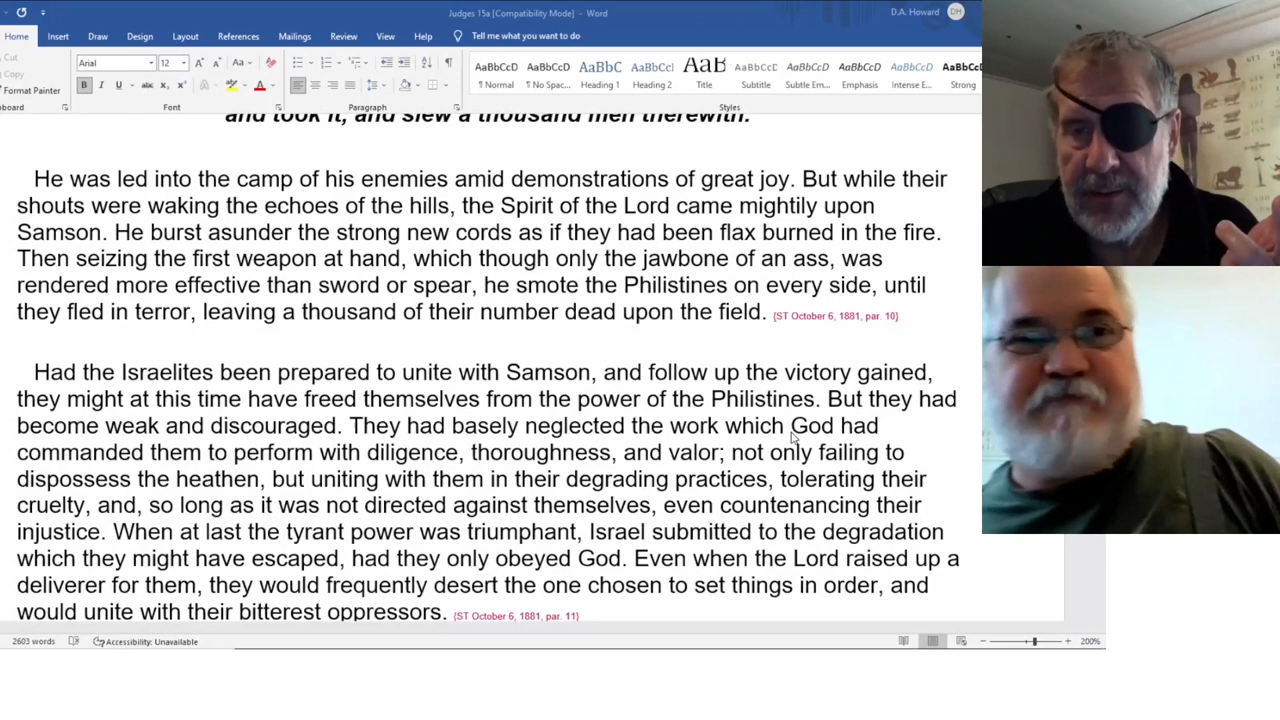 Judges 15a [Compatibility Mode] - Word
D.A. Howard
DH
Home Insert Draw Design Layout References Mailings Review View Help Tell me what you want to do
Cut
Copy
Format Painter
Arial 12
Aa
B I U abc
AaBbCcD AaBbCcD AaBbC AaBbCcI AaB AaBbCcD AaBbCcD AaBbCcD AaBbCcD AaBbCcD
¶ Normal ¶ No Spac... Heading 1 Heading 2 Title Subtitle Subtle Em... Emphasis Intense E... Strong
board Font Paragraph Styles
and took it, and slew a thousand men therewith.
He was led into the camp of his enemies amid demonstrations of great joy. But while their
shouts were waking the echoes of the hills, the Spirit of the Lord came mightily upon
Samson. He burst asunder the strong new cords as if they had been flax burned in the fire.
Then seizing the first weapon at hand, which though only the jawbone of an ass, was
rendered more effective than sword or spear, he smote the Philistines on every side, until
they fled in terror, leaving a thousand of their number dead upon the field. {ST October 6, 1881, par. 10}
Had the Israelites been prepared to unite with Samson, and follow up the victory gained,
they might at this time have freed themselves from the power of the Philistines. But they had
become weak and discouraged. They had basely neglected the work which God had
commanded them to perform with diligence, thoroughness, and valor; not only failing to
dispossess the heathen, but uniting with them in their degrading practices, tolerating their
cruelty, and, so long as it was not directed against themselves, even countenancing their
injustice. When at last the tyrant power was triumphant, Israel submitted to the degradation
which they might have escaped, had they only obeyed God. Even when the Lord raised up a
deliverer for them, they would frequently desert the one chosen to set things in order, and
would unite with their bitterest oppressors. {ST October 6, 1881, par. 11}
2603 words Accessibility: Unavailable 200%